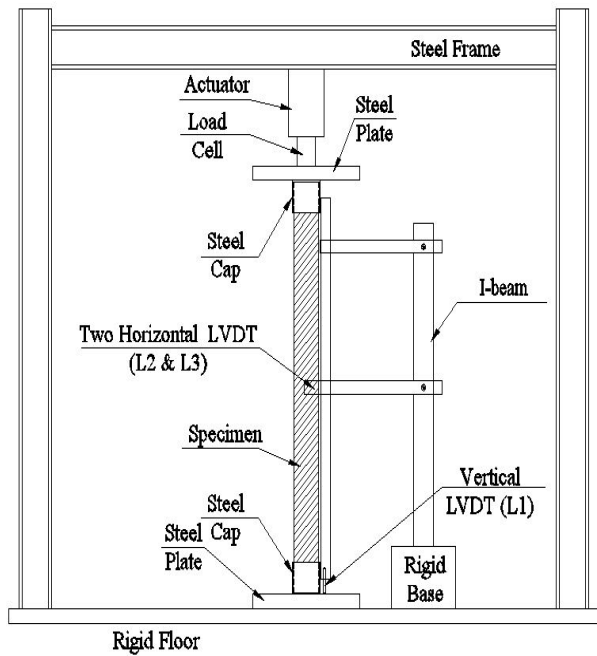 Steel Frame
Actuator
Steel
Plate
Load
Cell
Steel
Cap
I-beam
Two Horizontal LVDT
(L2 & L3)
Specimen
Vertical
LVDT (L1)
Steel
Cap
Steel
Plate
Rigid
Base
Rigid Floor